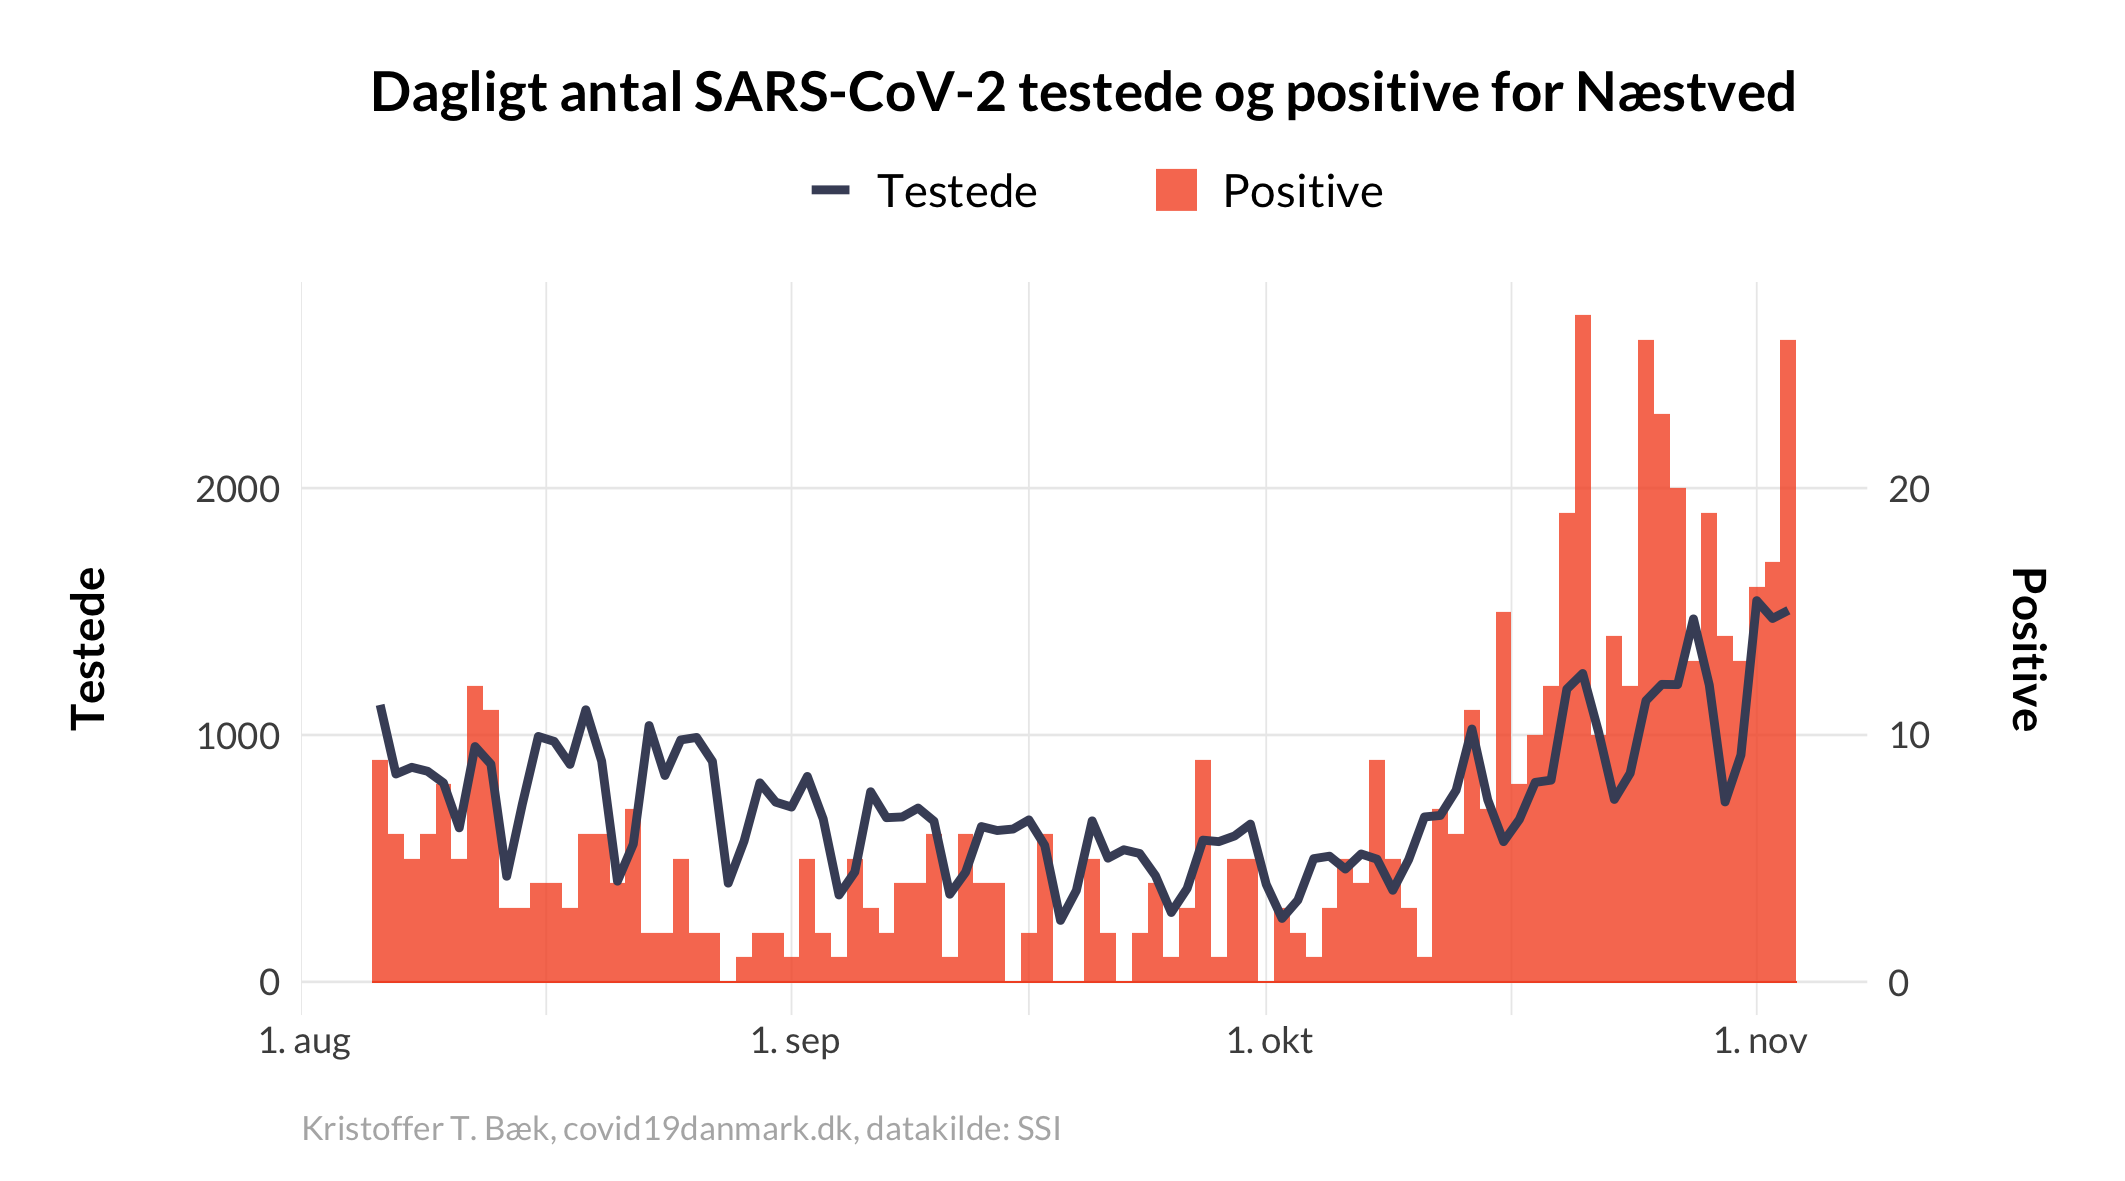 Dagligt antal SARS-CoV-2 testede og positive for Næstved
Testede
Positive
2000
1000
0
20
10
0
Testede
Positive
1. aug
1. sep
1. okt
1. nov
Kristoffer T. Bæk, covid19danmark.dk, datakilde: SSI